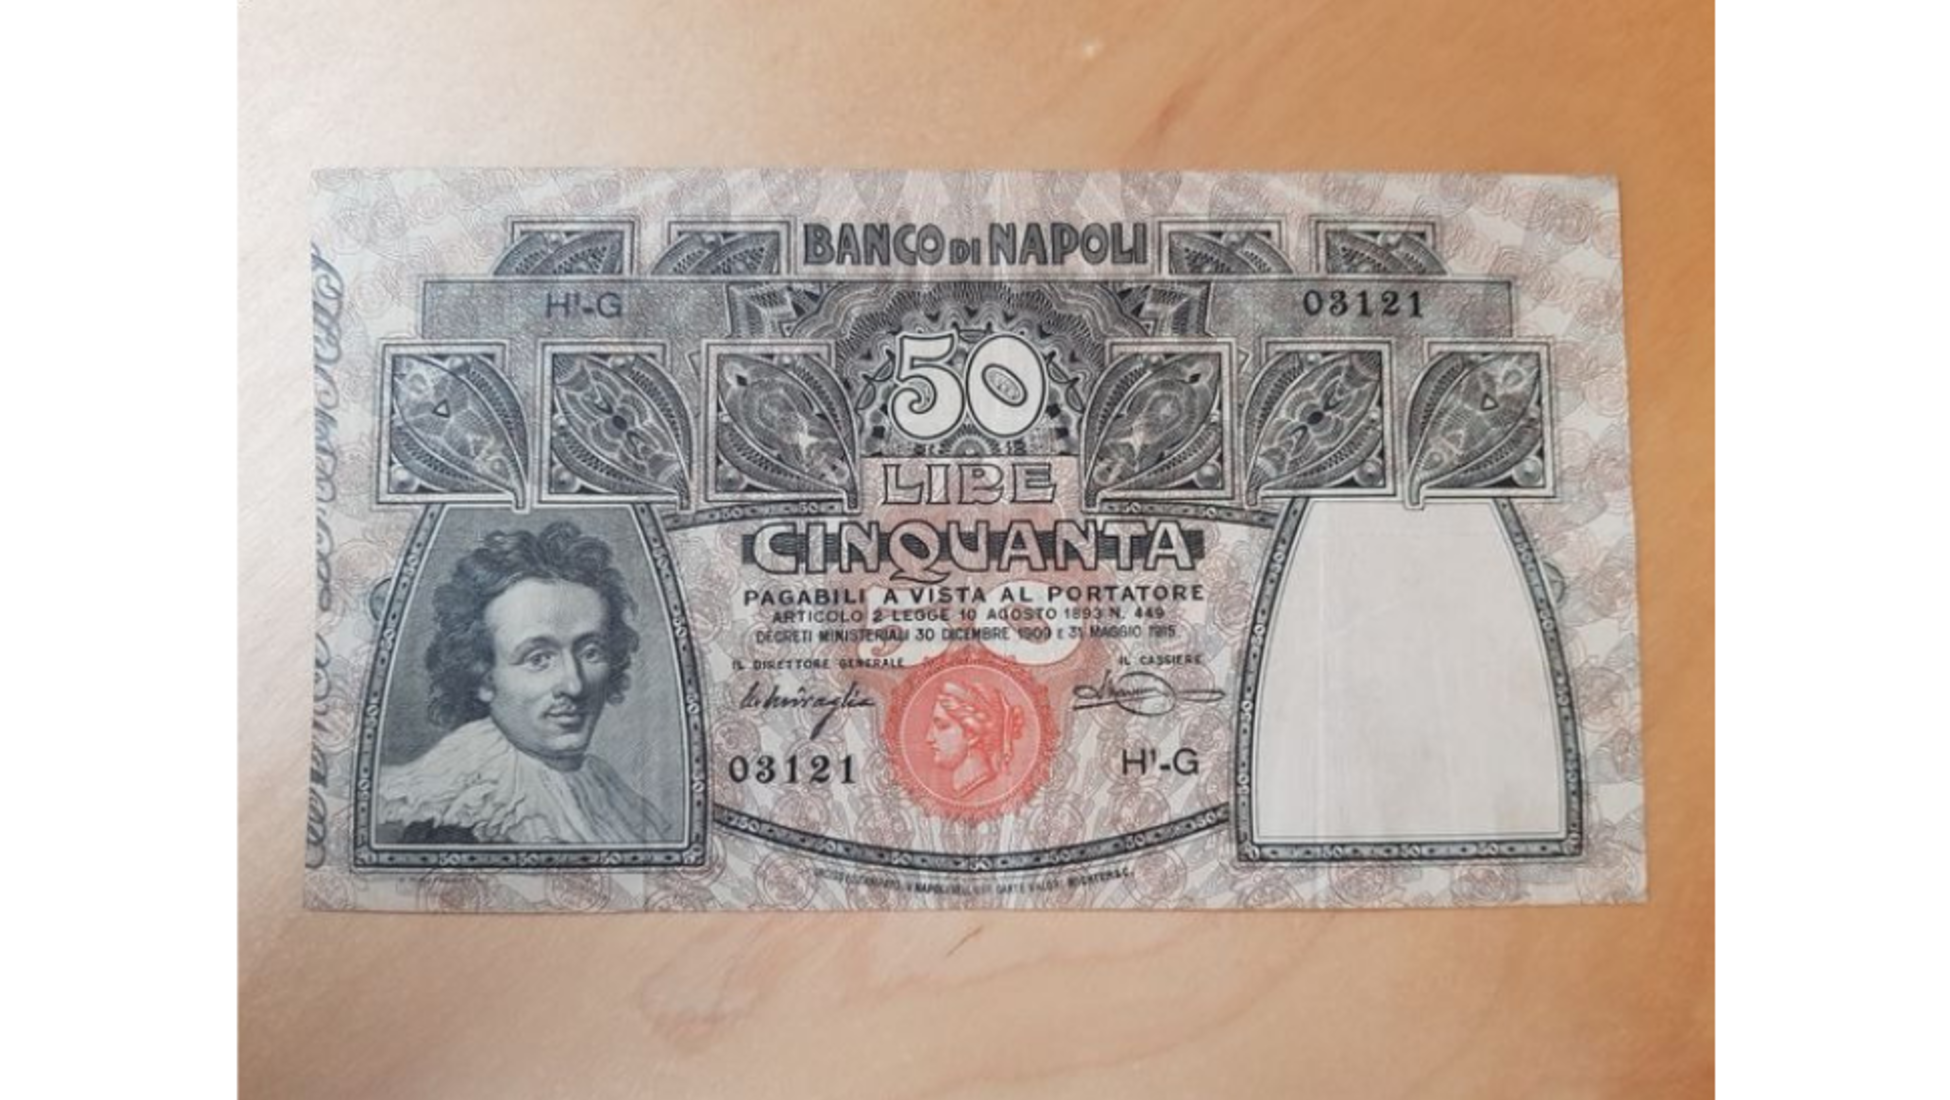 BANCO DI NAPOLI
H¹-G 03121
50
LIRE
CINQUANTA
PAGABILI A VISTA AL PORTATORE
ARTICOLO 2 LEGGE 10 AGOSTO 1893 N. 449
DECRETI MINISTERIALI 30 DICEMBRE 1909 E 31 MAGGIO 1915
IL DIRETTORE GENERALE IL CASSIERE
03121 H¹-G